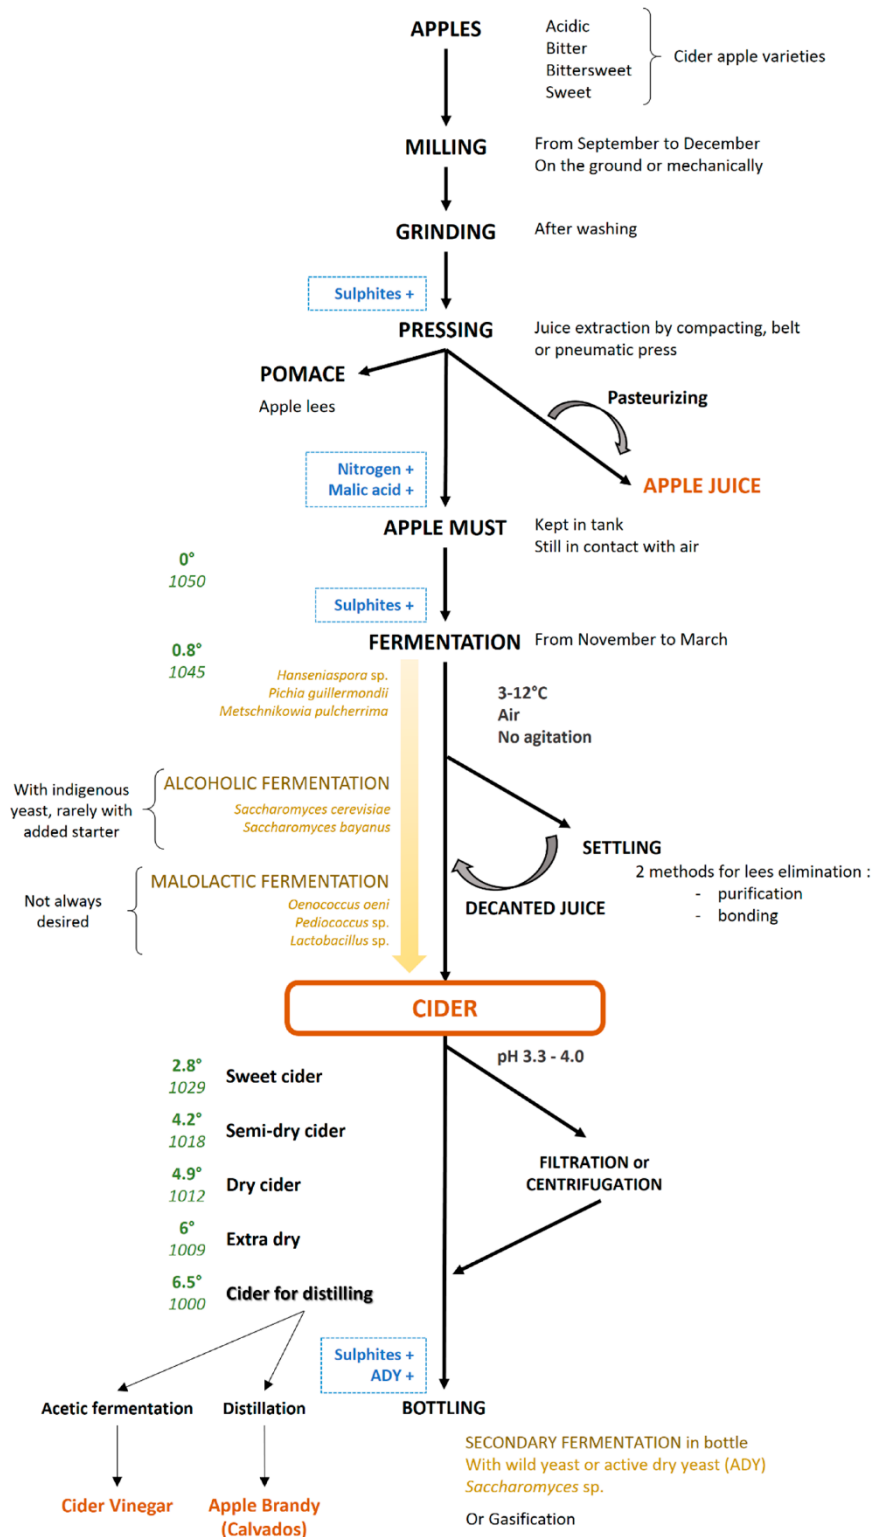 APPLES
Acidic
Bitter
Bittersweet
Sweet
Cider apple varieties
MILLING
From September to December
On the ground or mechanically
GRINDING
After washing
Sulphites +
PRESSING
Juice extraction by compacting, belt
or pneumatic press
POMACE
Apple lees
Pasteurizing
APPLE JUICE
Nitrogen +
Malic acid +
APPLE MUST
Kept in tank
Still in contact with air
0°
1050
Sulphites +
FERMENTATION
From November to March
0.8°
1045
Hanseniaspora sp.
Pichia guillermondii
Metschnikowia pulcherrima
3-12°C
Air
No agitation
With indigenous
yeast, rarely with
added starter
ALCOHOLIC FERMENTATION
Saccharomyces cerevisiae
Saccharomyces bayanus
SETTLING
2 methods for lees elimination :
- purification
- bonding
DECANTED JUICE
Not always
desired
MALOLACTIC FERMENTATION
Oenococcus oeni
Pediococcus sp.
Lactobacillus sp.
CIDER
pH 3.3 - 4.0
2.8°
1029
Sweet cider
4.2°
1018
Semi-dry cider
4.9°
1012
Dry cider
FILTRATION or
CENTRIFUGATION
6°
1009
Extra dry
6.5°
1000
Cider for distilling
Sulphites +
ADY +
Acetic fermentation
Distillation
BOTTLING
SECONDARY FERMENTATION in bottle
With wild yeast or active dry yeast (ADY)
Saccharomyces sp.
Or Gasification
Cider Vinegar
Apple Brandy
(Calvados)